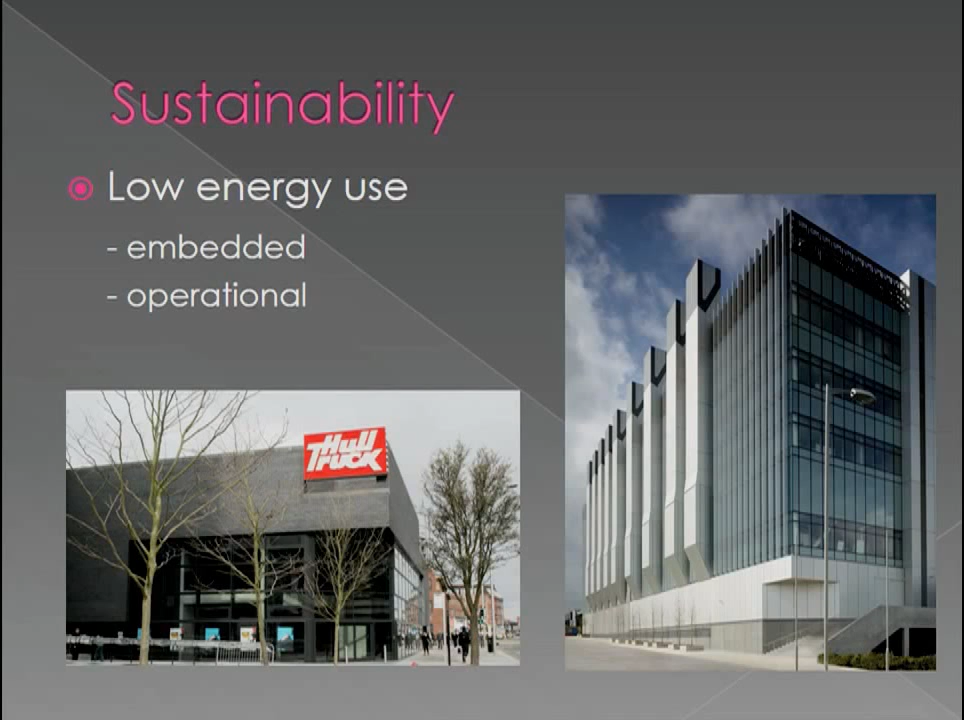 Sustainability
Low energy use
- embedded
- operational
Hull
Truck